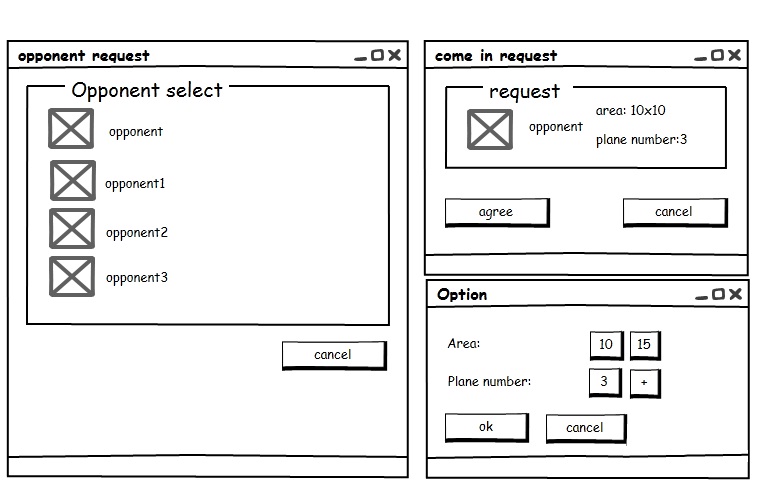 opponent request
Opponent select
opponent
opponent1
opponent2
opponent3
cancel
come in request
request
opponent
area: 10x10
plane number:3
agree
cancel
Option
Area:
10
15
Plane number:
3
+
ok
cancel